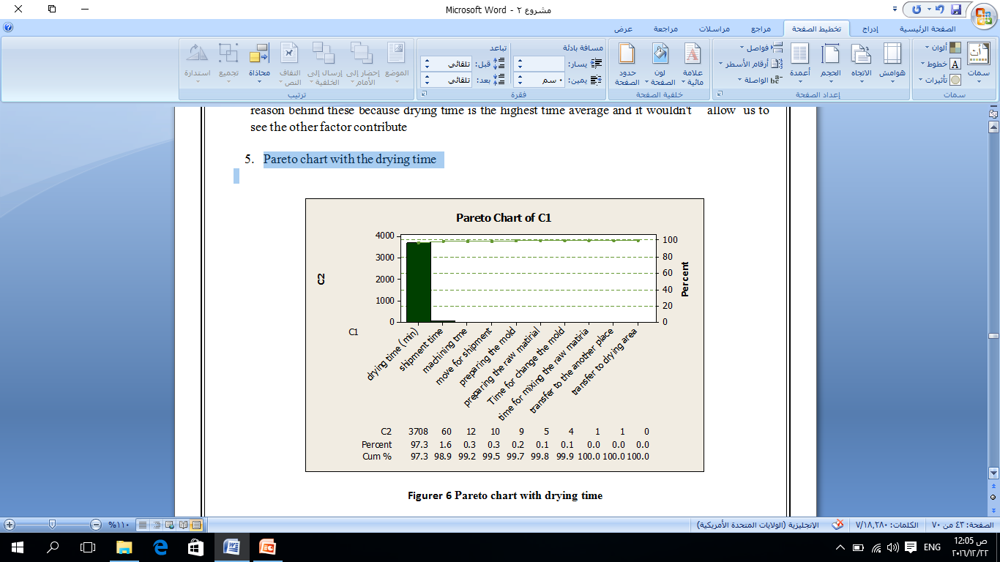 مشروع ٢ - Microsoft Word
الصفحة الرئيسية إدراج تخطيط الصفحة مراجع مراسلات مراجعة عرض
سمات ألوان خطوط تأثيرات
سمات
هوامش الاتجاه الحجم أعمدة فواصل أرقام الأسطر الواصلة
إعداد الصفحة
علامة مائية لون الصفحة حدود الصفحة
خلفية الصفحة
مسافة بادئة تباعد
يسار: قبل: تلقائي
يمين: ٠ سم بعد: تلقائي
فقرة
الموضع إحضار إلى الأمام إرسال إلى الخلفية التفاف النص محاذاة تجميع استدارة
ترتيب
reason behind these because drying time is the highest time average and it wouldn't allow us to
see the other factor contribute
5. Pareto chart with the drying time
Pareto Chart of C1
4000
3000
2000
1000
0
C2
100
80
60
40
20
0
Percent
C1
drying time (min)
shipment time
machining tme
move for shipment
preparing the mold
preparing the raw matirial
Time for change the mold
time for mixing the raw matiria
transfer to the another place
transfer to drying area
C2 3708 60 12 10 9 5 4 1 1 0
Percent 97.3 1.6 0.3 0.3 0.2 0.1 0.1 0.0 0.0 0.0
Cum % 97.3 98.9 99.2 99.5 99.7 99.8 99.9 100.0 100.0 100.0
Figurer 6 Pareto chart with drying time
الصفحة: ٤٣ من ٧٠ الكلمات: ٧/١٨,٢٨٠ الإنجليزية (الولايات المتحدة الأمريكية) ١١٠%
ENG 12:05 ص
٢٠١٦/١٢/٢٢